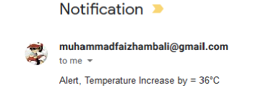 Notification
muhammadfaizhambali@gmail.com
to me
Alert, Temperature Increase by = 36°C